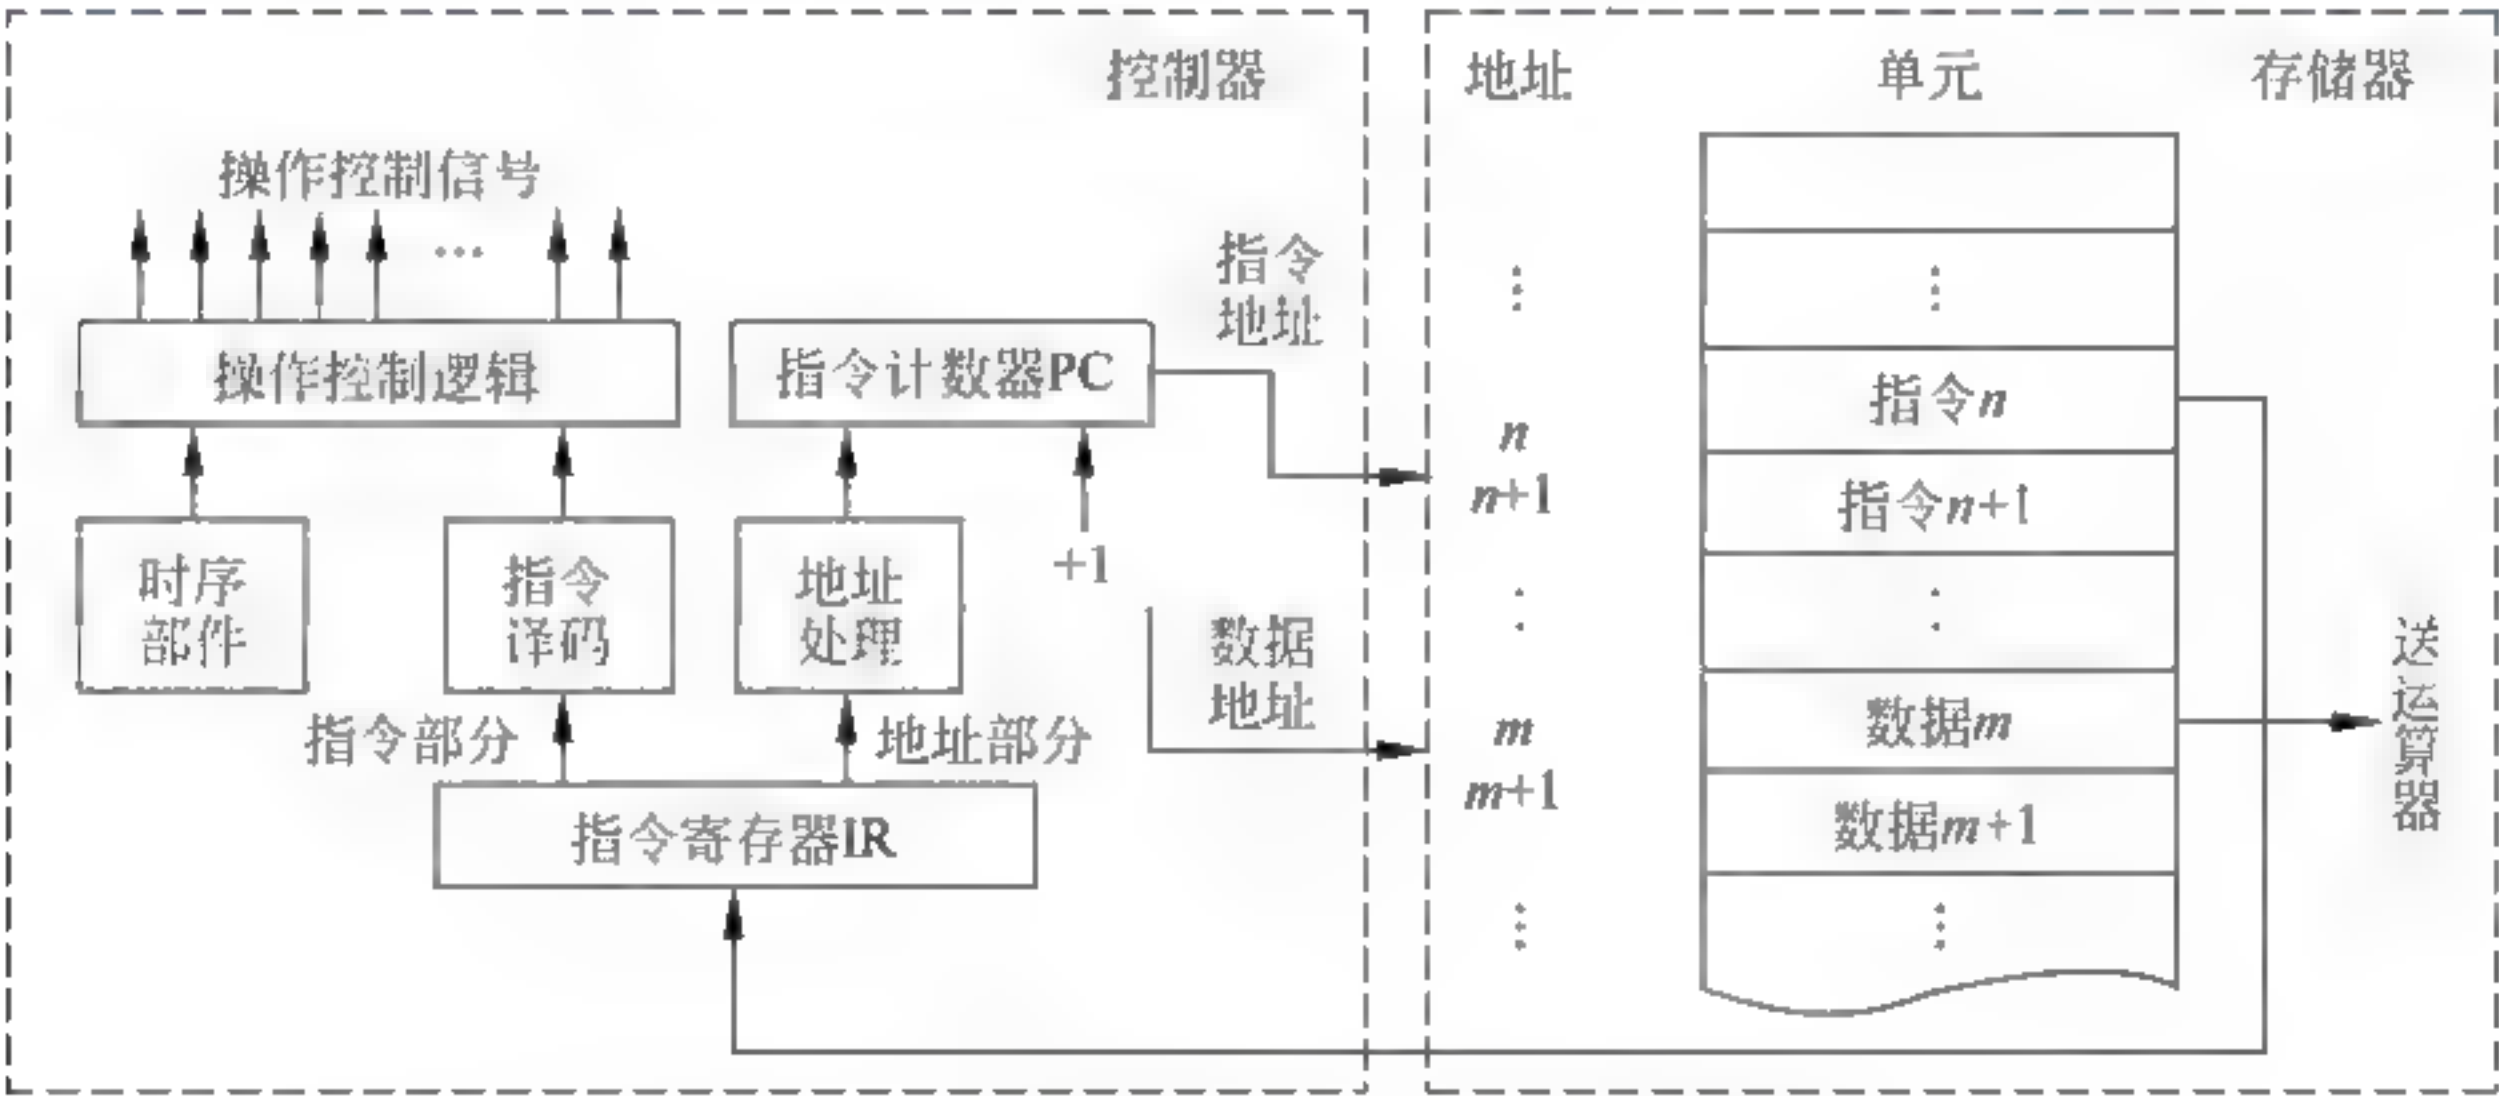 控制器
操作控制信号
…
操作控制逻辑
指令计数器PC
指令
地址
时序
部件
指令
译码
地址
处理
+1
数据
地址
指令部分
地址部分
指令寄存器IR
地址
单元
存储器
⋮
⋮
n
指令n
n+1
指令n+1
m
数据m
m+1
数据m+1
⋮
⋮
送
运
算
器